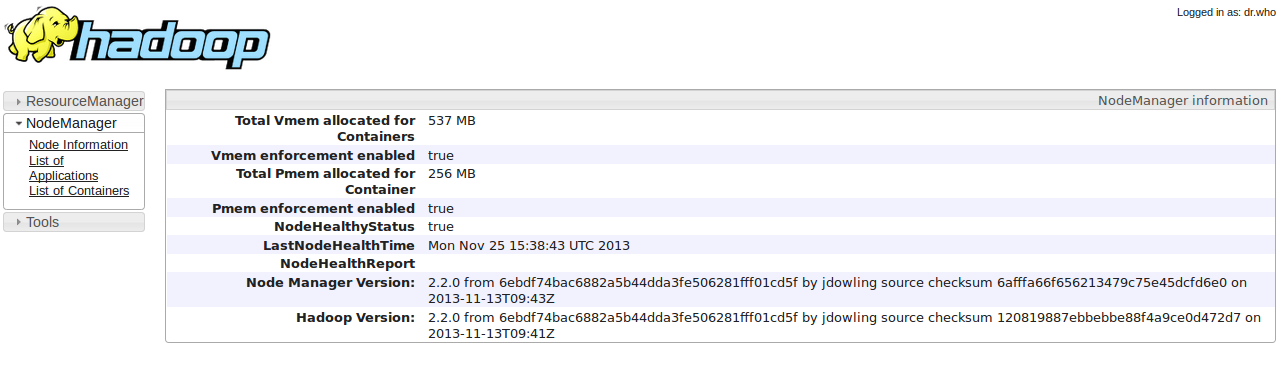 hadoop
Logged in as: dr.who
ResourceManager
NodeManager
Node Information
List of
Applications
List of Containers
Tools
NodeManager information
Total Vmem allocated for 537 MB
Containers
Vmem enforcement enabled true
Total Pmem allocated for 256 MB
Container
Pmem enforcement enabled true
NodeHealthyStatus true
LastNodeHealthTime Mon Nov 25 15:38:43 UTC 2013
NodeHealthReport
Node Manager Version: 2.2.0 from 6ebdf74bac6882a5b44dda3fe506281fff01cd5f by jdowling source checksum 6afffa66f656213479c75e45dcfd6e0 on
2013-11-13T09:43Z
Hadoop Version: 2.2.0 from 6ebdf74bac6882a5b44dda3fe506281fff01cd5f by jdowling source checksum 120819887ebbebbe88f4a9ce0d472d7 on
2013-11-13T09:41Z